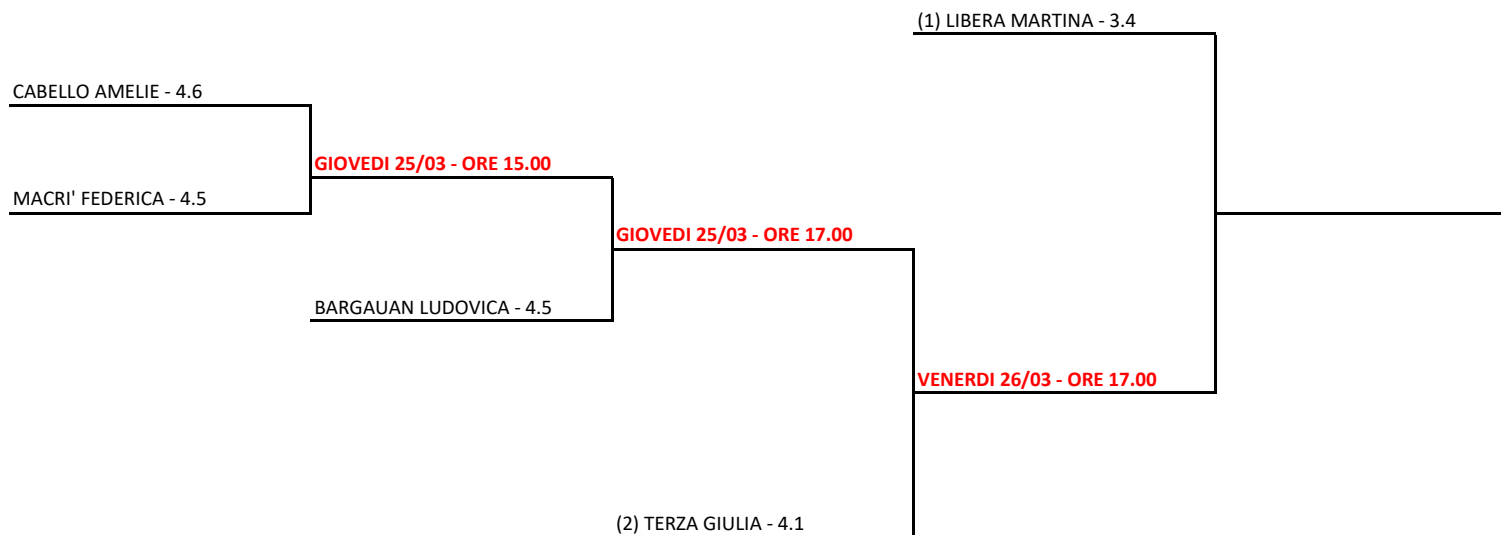 (1) LIBERA MARTINA - 3.4
CABELLO AMELIE - 4.6
GIOVEDI 25/03 - ORE 15.00
MACRI' FEDERICA - 4.5
GIOVEDI 25/03 - ORE 17.00
BARGAUAN LUDOVICA - 4.5
VENERDI 26/03 - ORE 17.00
(2) TERZA GIULIA - 4.1